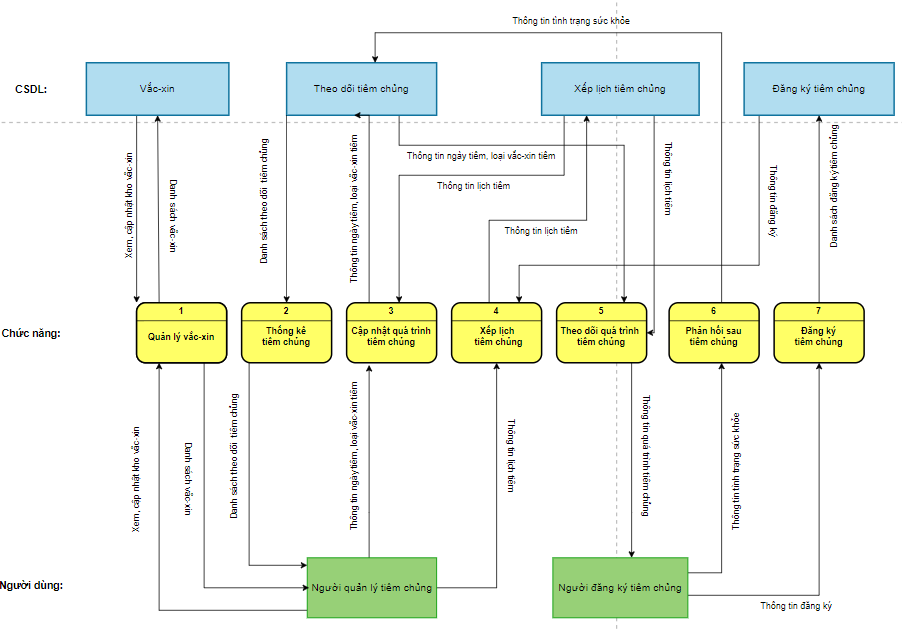 Thông tin tình trạng sức khỏe
CSDL:
Vắc-xin
Theo dõi tiêm chủng
Xếp lịch tiêm chủng
Đăng ký tiêm chủng
Xem, cập nhật kho vắc-xin
Danh sách vắc-xin
Danh sách theo dõi tiêm chủng
Thông tin ngày tiêm, loại vắc-xin tiêm
Thông tin ngày tiêm, loại vắc-xin tiêm
Thông tin lịch tiêm
Thông tin lịch tiêm
Thông tin lịch tiêm
Thông tin đăng ký
Danh sách đăng ký tiêm chủng
Chức năng:
1
Quản lý vắc-xin
2
Thống kê
tiêm chủng
3
Cập nhật quá trình
tiêm chủng
4
Xếp lịch
tiêm chủng
5
Theo dõi quá trình
tiêm chủng
6
Phản hồi sau
tiêm chủng
7
Đăng ký
tiêm chủng
Xem, cập nhật kho vắc-xin
Danh sách vắc-xin
Danh sách theo dõi tiêm chủng
Thông tin ngày tiêm, loại vắc-xin tiêm
Thông tin lịch tiêm
Thông tin quá trình tiêm chủng
Thông tin tình trạng sức khỏe
Người dùng:
Người quản lý tiêm chủng
Người đăng ký tiêm chủng
Thông tin đăng ký